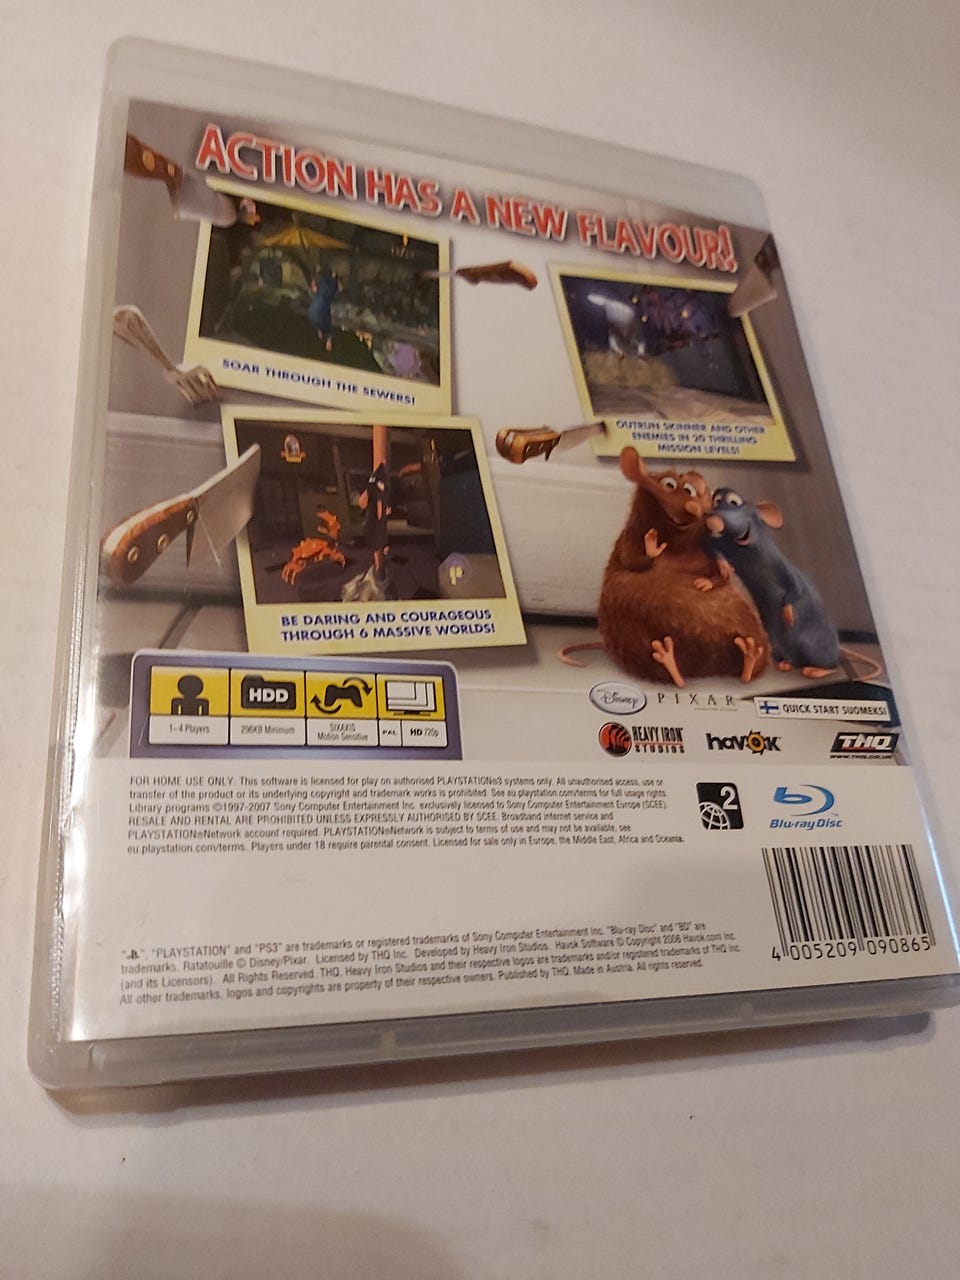 ACTION HAS A NEW FLAVOUR!
SOAR THROUGH THE SEWERS!
OUTRUN SKINNER AND OTHER
ENEMIES IN 20 THRILLING
MISSION LEVELS!
BE DARING AND COURAGEOUS
THROUGH 6 MASSIVE WORLDS!
1-4 Players
HDD
296KB Minimum
SIXAXIS
Motion Sensitive
PAL
HD 720p
Disney
PIXAR
QUICK START SUOMEKSI
HEAVY IRON
STUDIOS
havok
THQ
WWW.THQ.CO.UK
FOR HOME USE ONLY: This software is licensed for play on authorised PLAYSTATION®3 systems only. All unauthorised access, use or
transfer of the product or its underlying copyright and trademark works is prohibited. See eu.playstation.com/terms for full usage rights.
Library programs ©1997-2007 Sony Computer Entertainment Inc. exclusively licensed to Sony Computer Entertainment Europe (SCEE).
RESALE AND RENTAL ARE PROHIBITED UNLESS EXPRESSLY AUTHORISED BY SCEE. Broadband internet service and
PLAYSTATION®Network account required. PLAYSTATION®Network is subject to terms of use and may not be available, see
eu.playstation.com/terms. Players under 18 require parental consent. Licensed for sale only in Europe, the Middle East, Africa and Oceania.
2
Blu-ray Disc
4 005209 090865
" ", "PLAYSTATION" and "PS3" are trademarks or registered trademarks of Sony Computer Entertainment Inc. "Blu-ray Disc" and "BD" are
trademarks. Ratatouille © Disney/Pixar. Licensed by THQ Inc. Developed by Heavy Iron Studios. Havok Software © Copyright 2006 Havok.com Inc.
(and its Licensors). All Rights Reserved. THQ, Heavy Iron Studios and their respective logos are trademarks and/or registered trademarks of THQ Inc.
All other trademarks, logos and copyrights are property of their respective owners. Published by THQ. Made in Austria. All rights reserved.